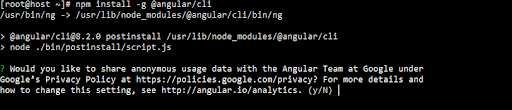 [root@host ~]# npm install -g @angular/cli
/usr/bin/ng -> /usr/lib/node_modules/@angular/cli/bin/ng
> @angular/cli@8.2.0 postinstall /usr/lib/node_modules/@angular/cli
> node ./bin/postinstall/script.js
? Would you like to share anonymous usage data with the Angular Team at Google under
Google's Privacy Policy at https://policies.google.com/privacy? For more details and
how to change this setting, see http://angular.io/analytics. (y/N)